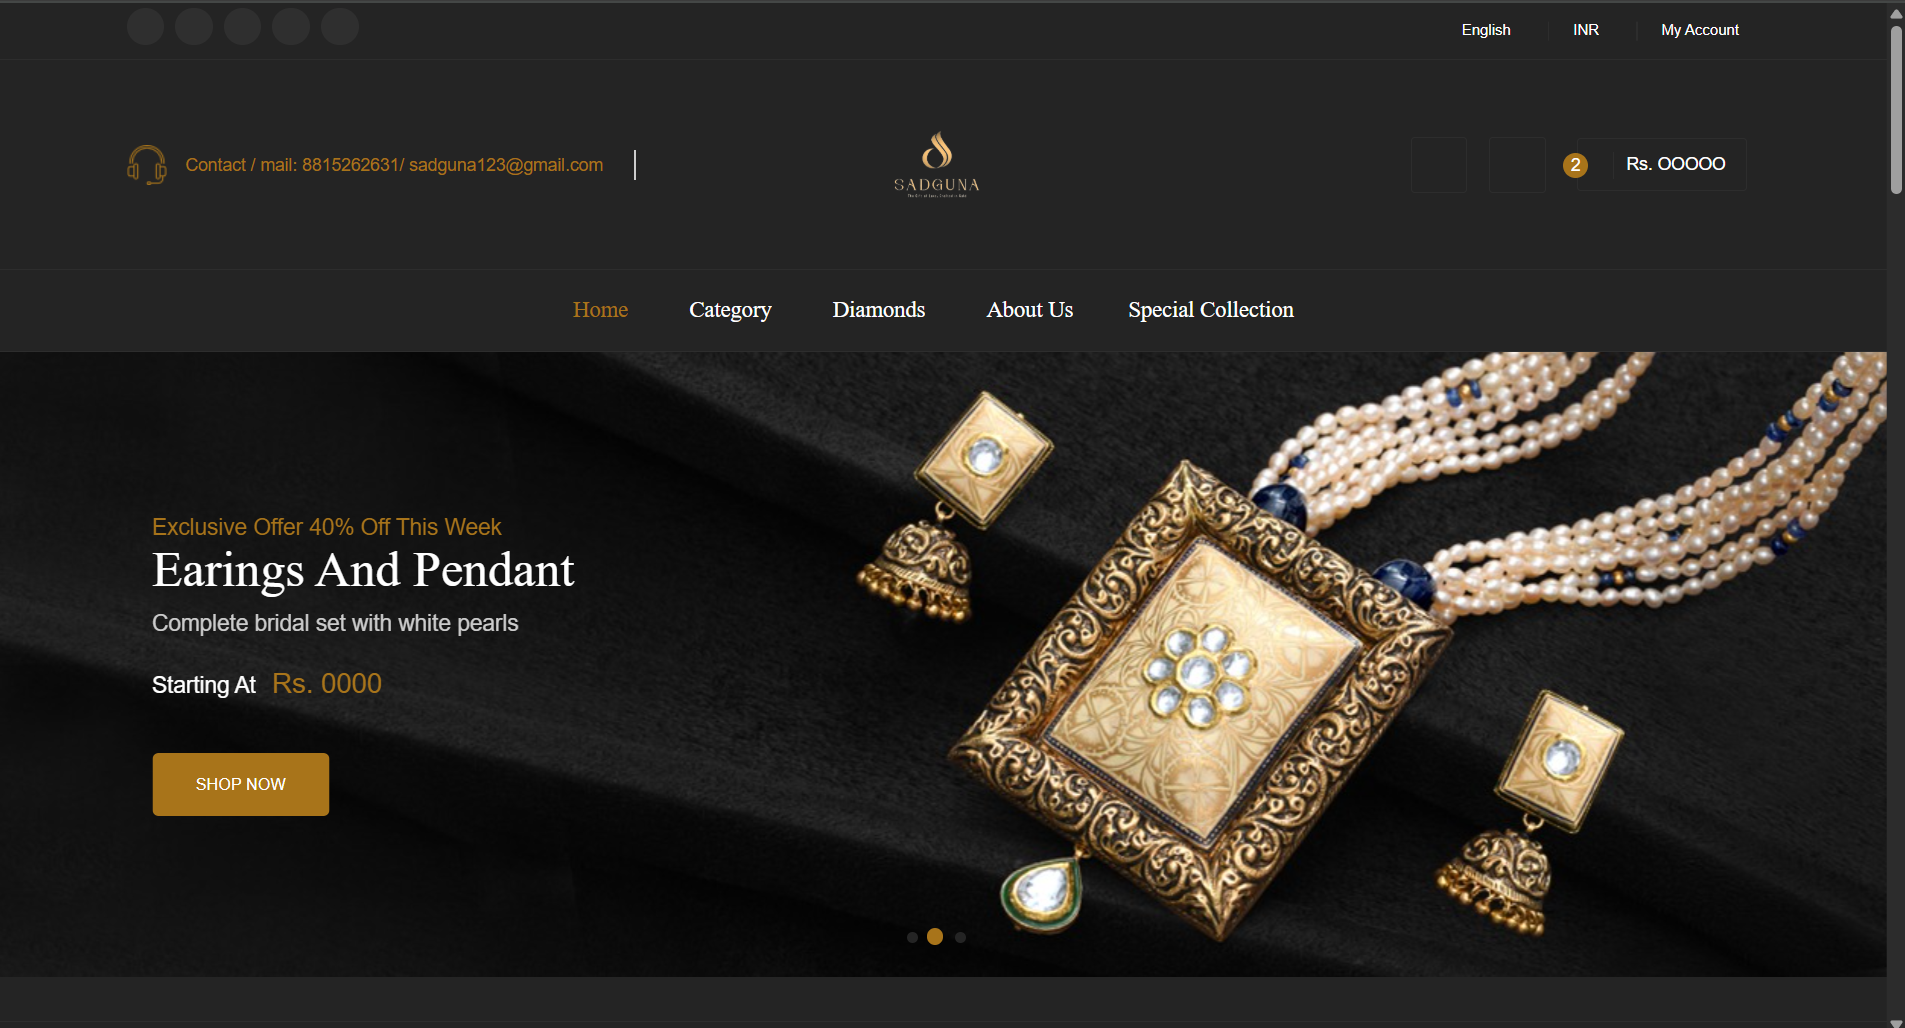 English
INR
My Account
Contact / mail: 8815262631/ sadguna123@gmail.com
SADGUNA
2
Rs. OOOOO
Home
Category
Diamonds
About Us
Special Collection
Exclusive Offer 40% Off This Week
Earings And Pendant
Complete bridal set with white pearls
Starting At Rs. 0000
SHOP NOW